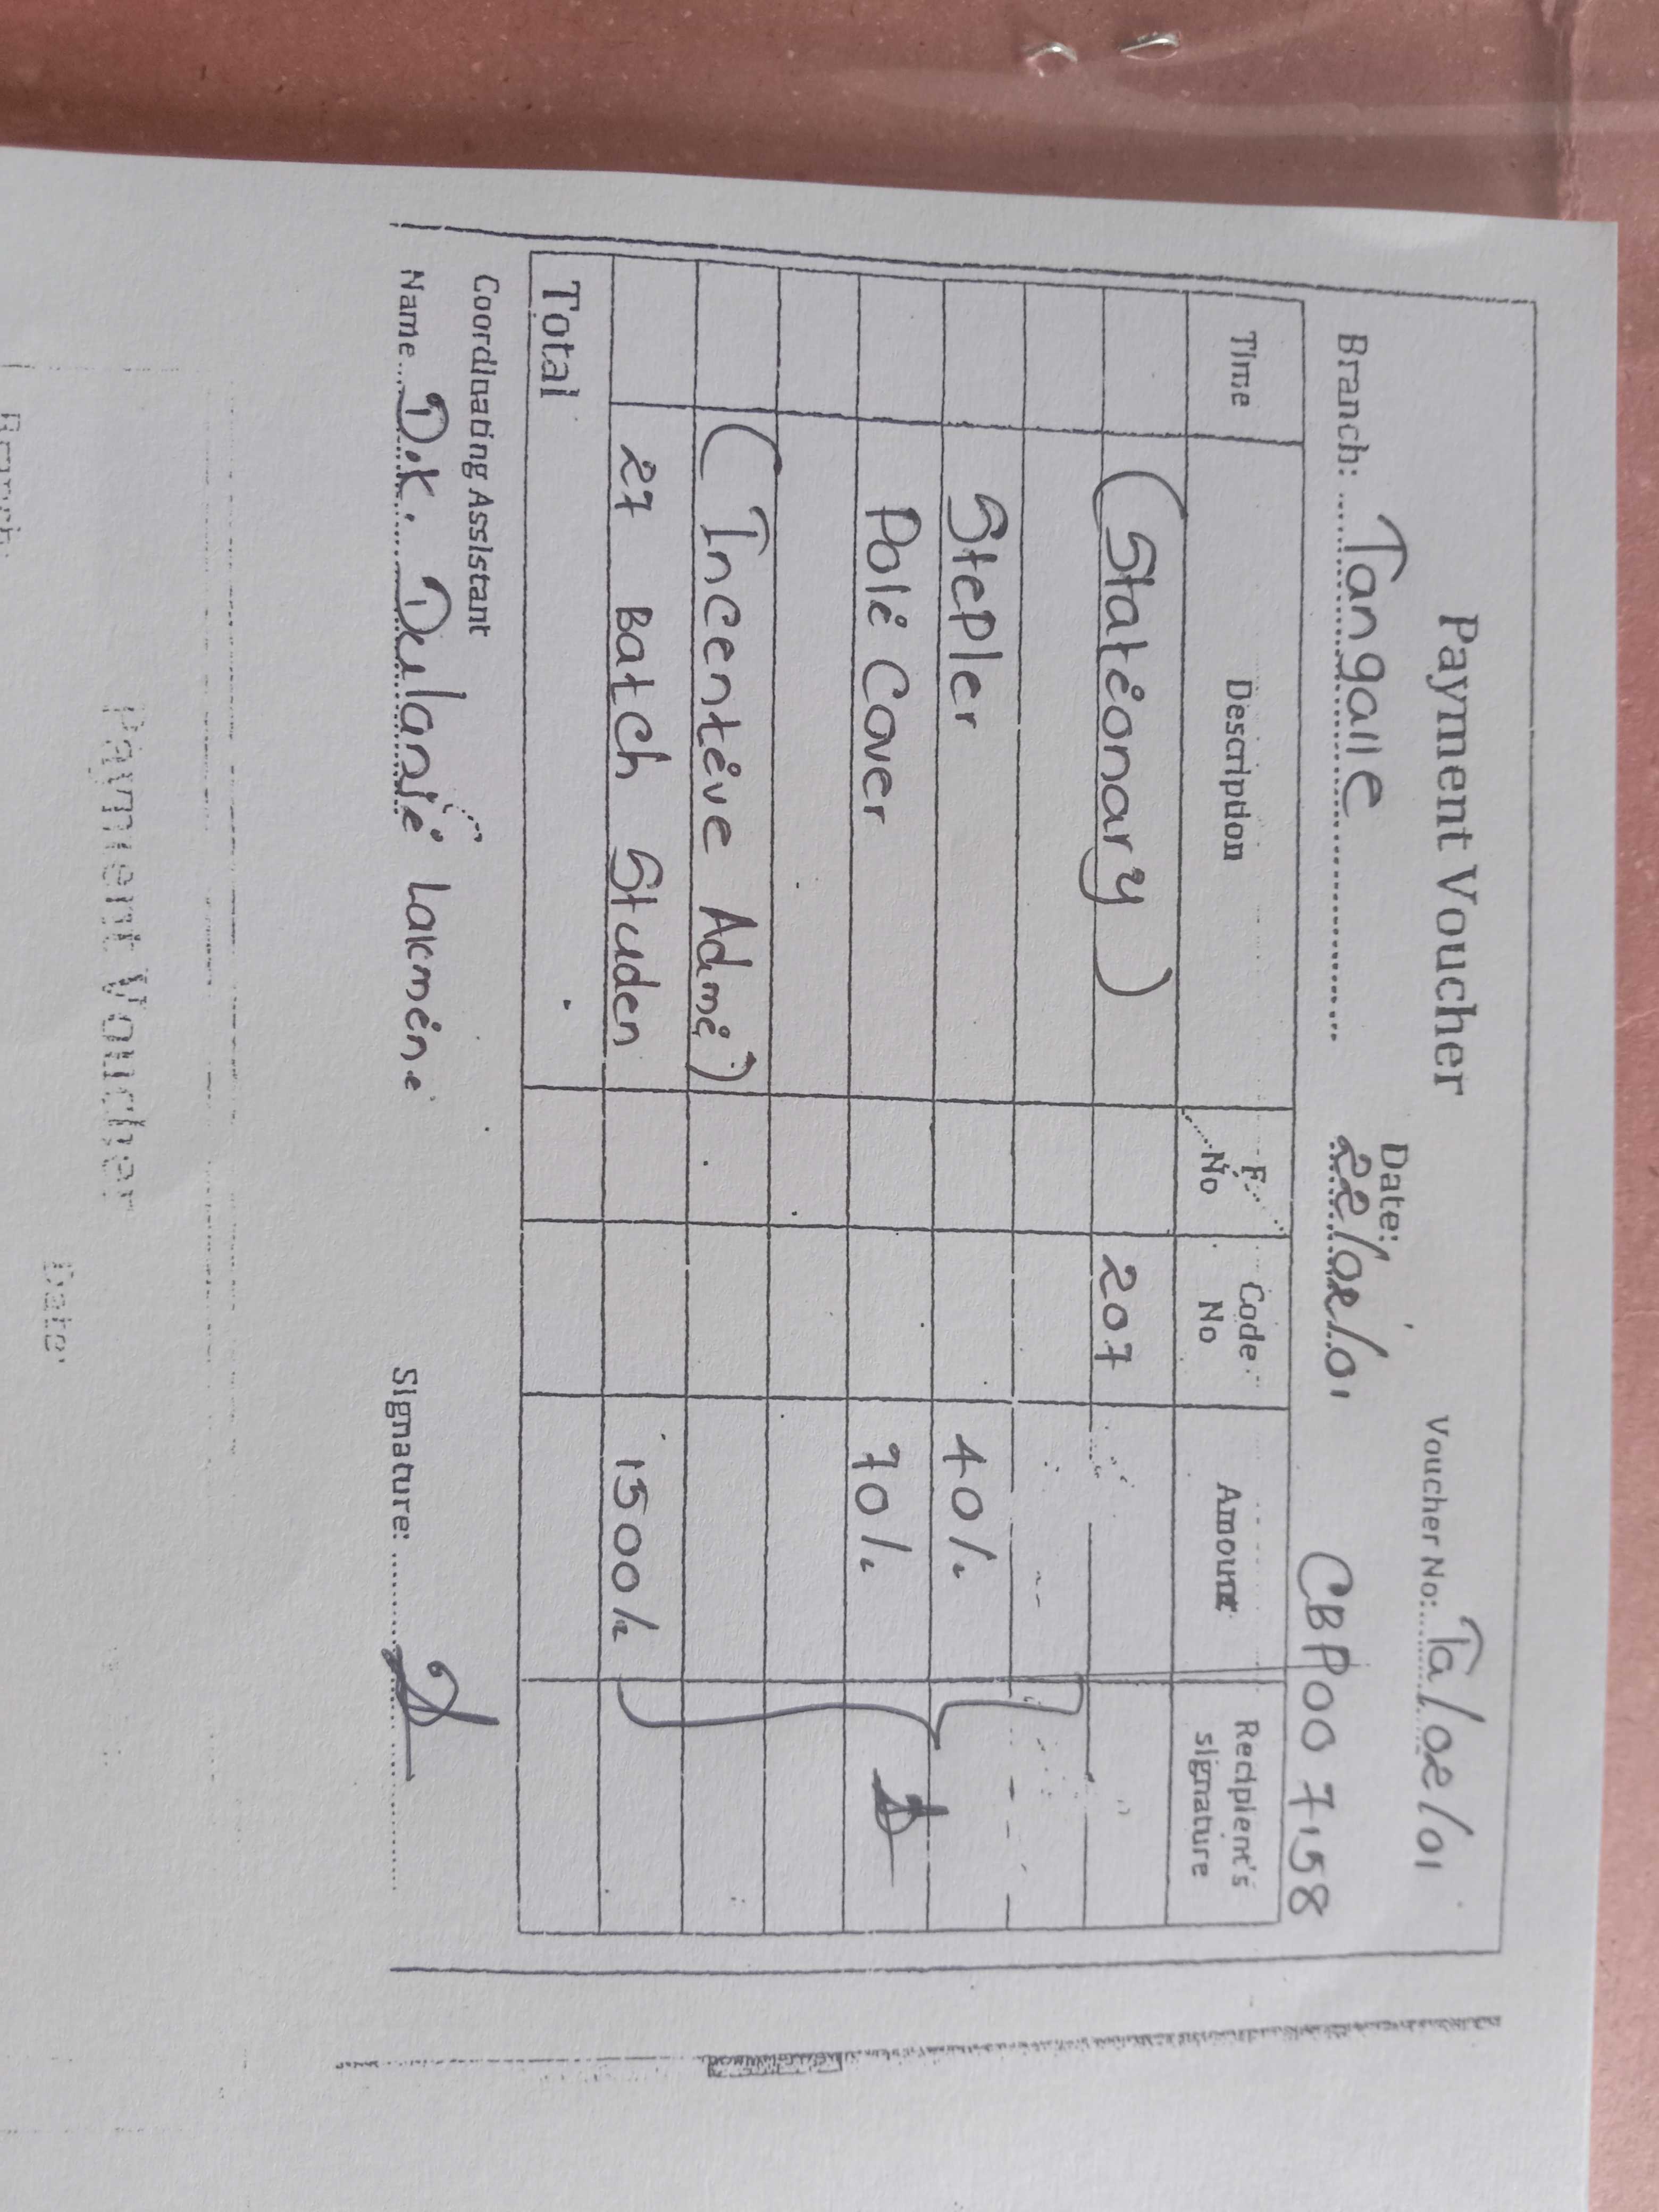 Payment Voucher
Voucher No: Ta/02/01
Date:
Branch: Tangalle 22/02/01 CBP00 7158
Time Description F. No Code No Amount Recipient's signature
(Stationary) 207
Stepler 40/-
Poli Cover 70/-
(Incentive Admi)
27 Batch Studen 1500/-
Total
Coordinating Assistant
Name D.K. Dulanji Lakmini Signature:
Payment Voucher
Date:
Branch: